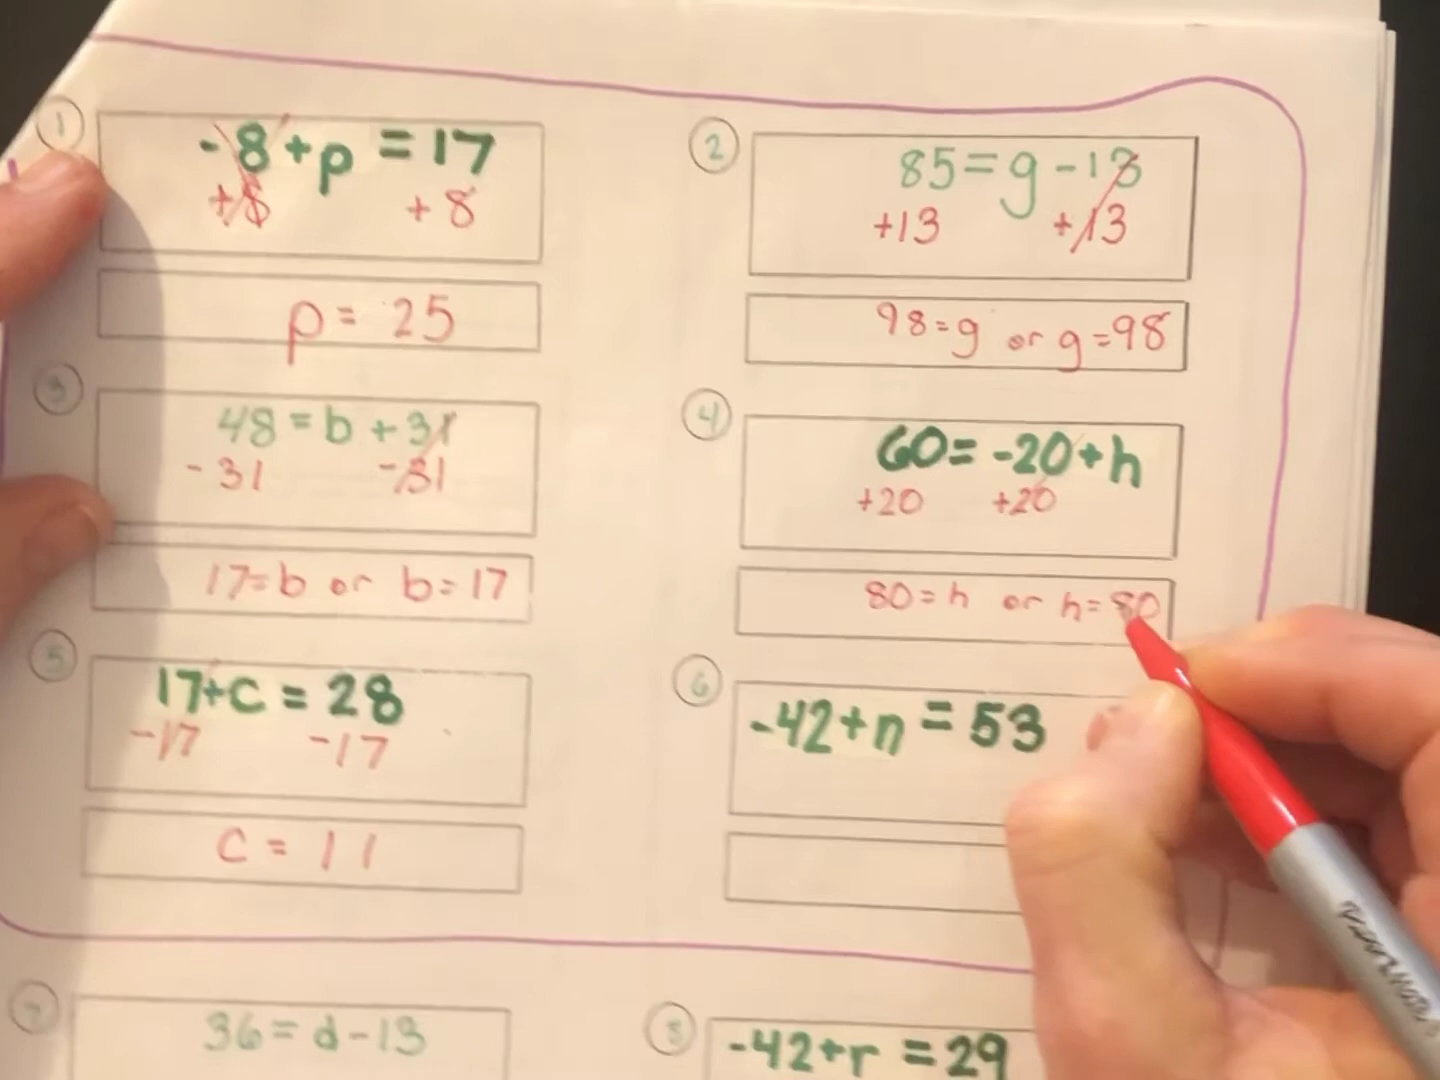 1
-8+p = 17
+8 +8
p = 25
2
85 = g - 13
+13 +13
98=g or g=98
3
48 = b + 31
-31 -31
17=b or b=17
4
60= -20+h
+20 +20
80=h or h=80
5
17+c = 28
-17 -17
c = 11
6
-42+n = 53
7
36 = d - 13
8
-42+r = 29